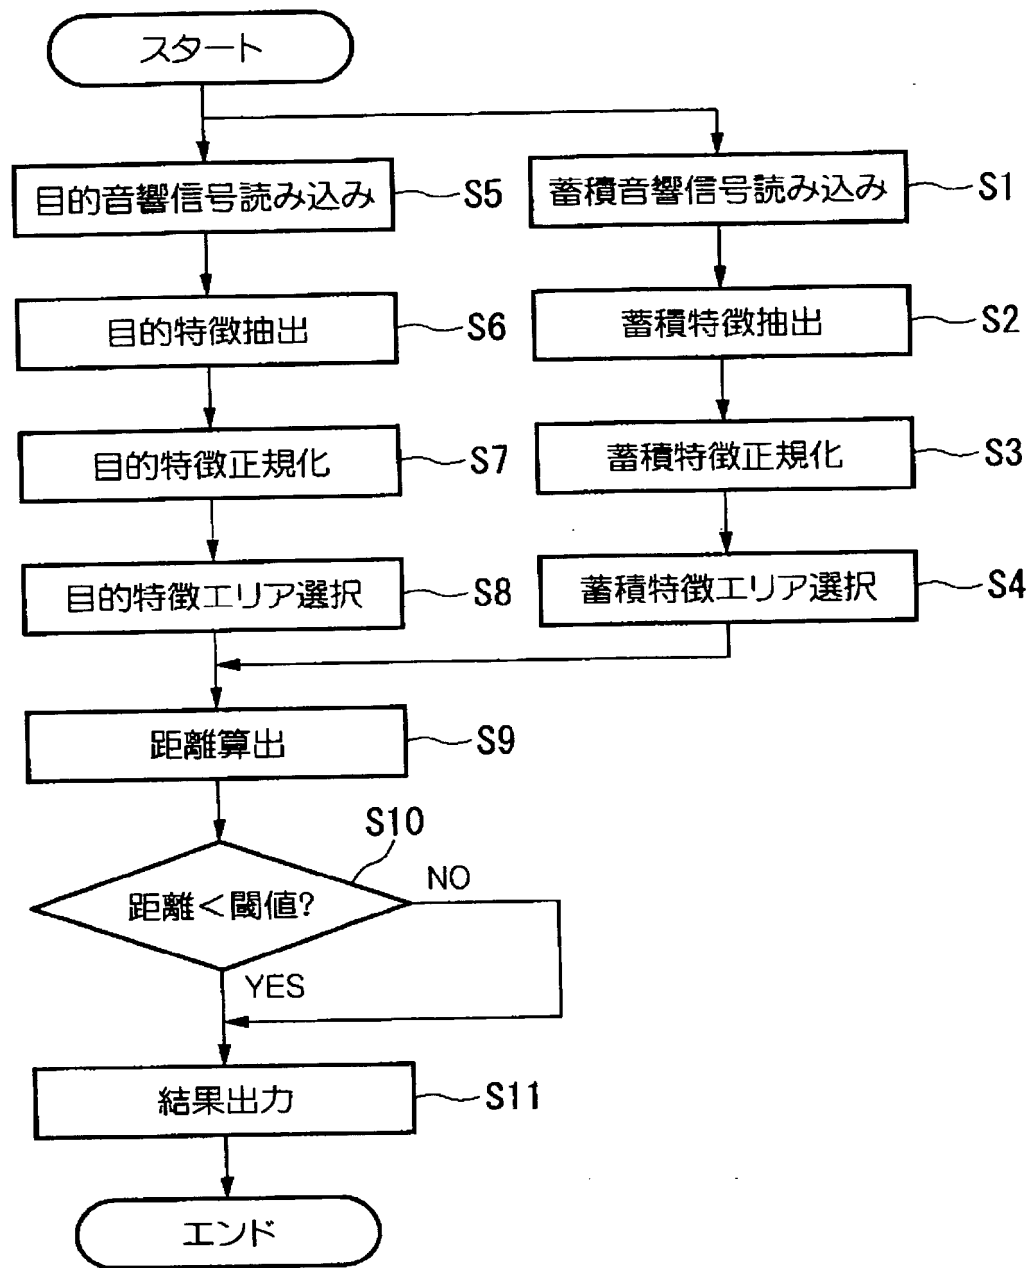 スタート
目的音響信号読み込み S5
蓄積音響信号読み込み S1
目的特徴抽出 S6
蓄積特徴抽出 S2
目的特徴正規化 S7
蓄積特徴正規化 S3
目的特徴エリア選択 S8
蓄積特徴エリア選択 S4
距離算出 S9
S10
距離<閾値? NO
YES
結果出力 S11
エンド